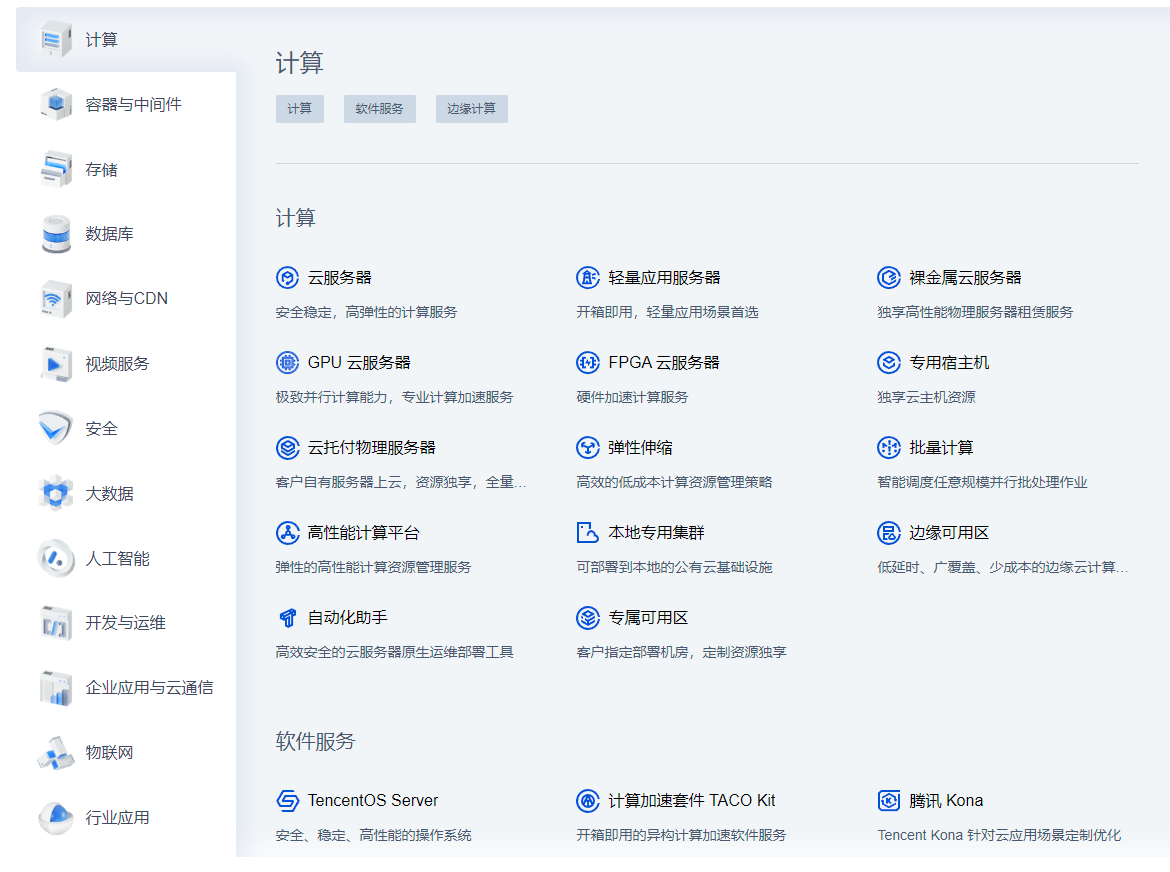 计算
容器与中间件
存储
数据库
网络与CDN
视频服务
安全
大数据
人工智能
开发与运维
企业应用与云通信
物联网
行业应用
计算
计算 软件服务 边缘计算
计算
云服务器 轻量应用服务器 裸金属云服务器
安全稳定，高弹性的计算服务 开箱即用，轻量应用场景首选 独享高性能物理服务器租赁服务
GPU 云服务器 FPGA 云服务器 专用宿主机
极致并行计算能力，专业计算加速服务 硬件加速计算服务 独享云主机资源
云托付物理服务器 弹性伸缩 批量计算
客户自有服务器上云，资源独享，全量... 高效的低成本计算资源管理策略 智能调度任意规模并行批处理作业
高性能计算平台 本地专用集群 边缘可用区
弹性的高性能计算资源管理服务 可部署到本地的公有云基础设施 低延时、广覆盖、少成本的边缘云计算...
自动化助手 专属可用区
高效安全的云服务器原生运维部署工具 客户指定部署机房，定制资源独享
软件服务
TencentOS Server 计算加速套件 TACO Kit 腾讯 Kona
安全、稳定、高性能的操作系统 开箱即用的异构计算加速软件服务 Tencent Kona 针对云应用场景定制优化